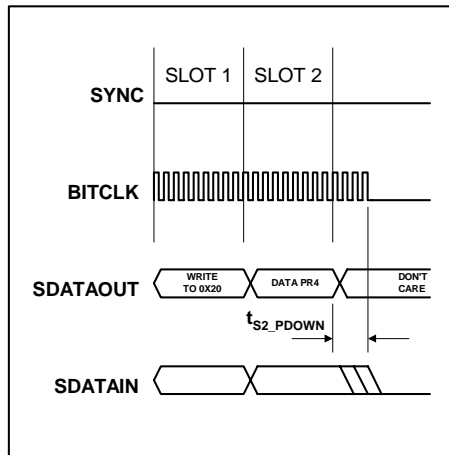 SLOT 1 SLOT 2
SYNC
BITCLK
WRITE
TO 0X20
DATA PR4
DON'T
CARE
SDATAOUT
tS2_PDOWN
SDATAIN